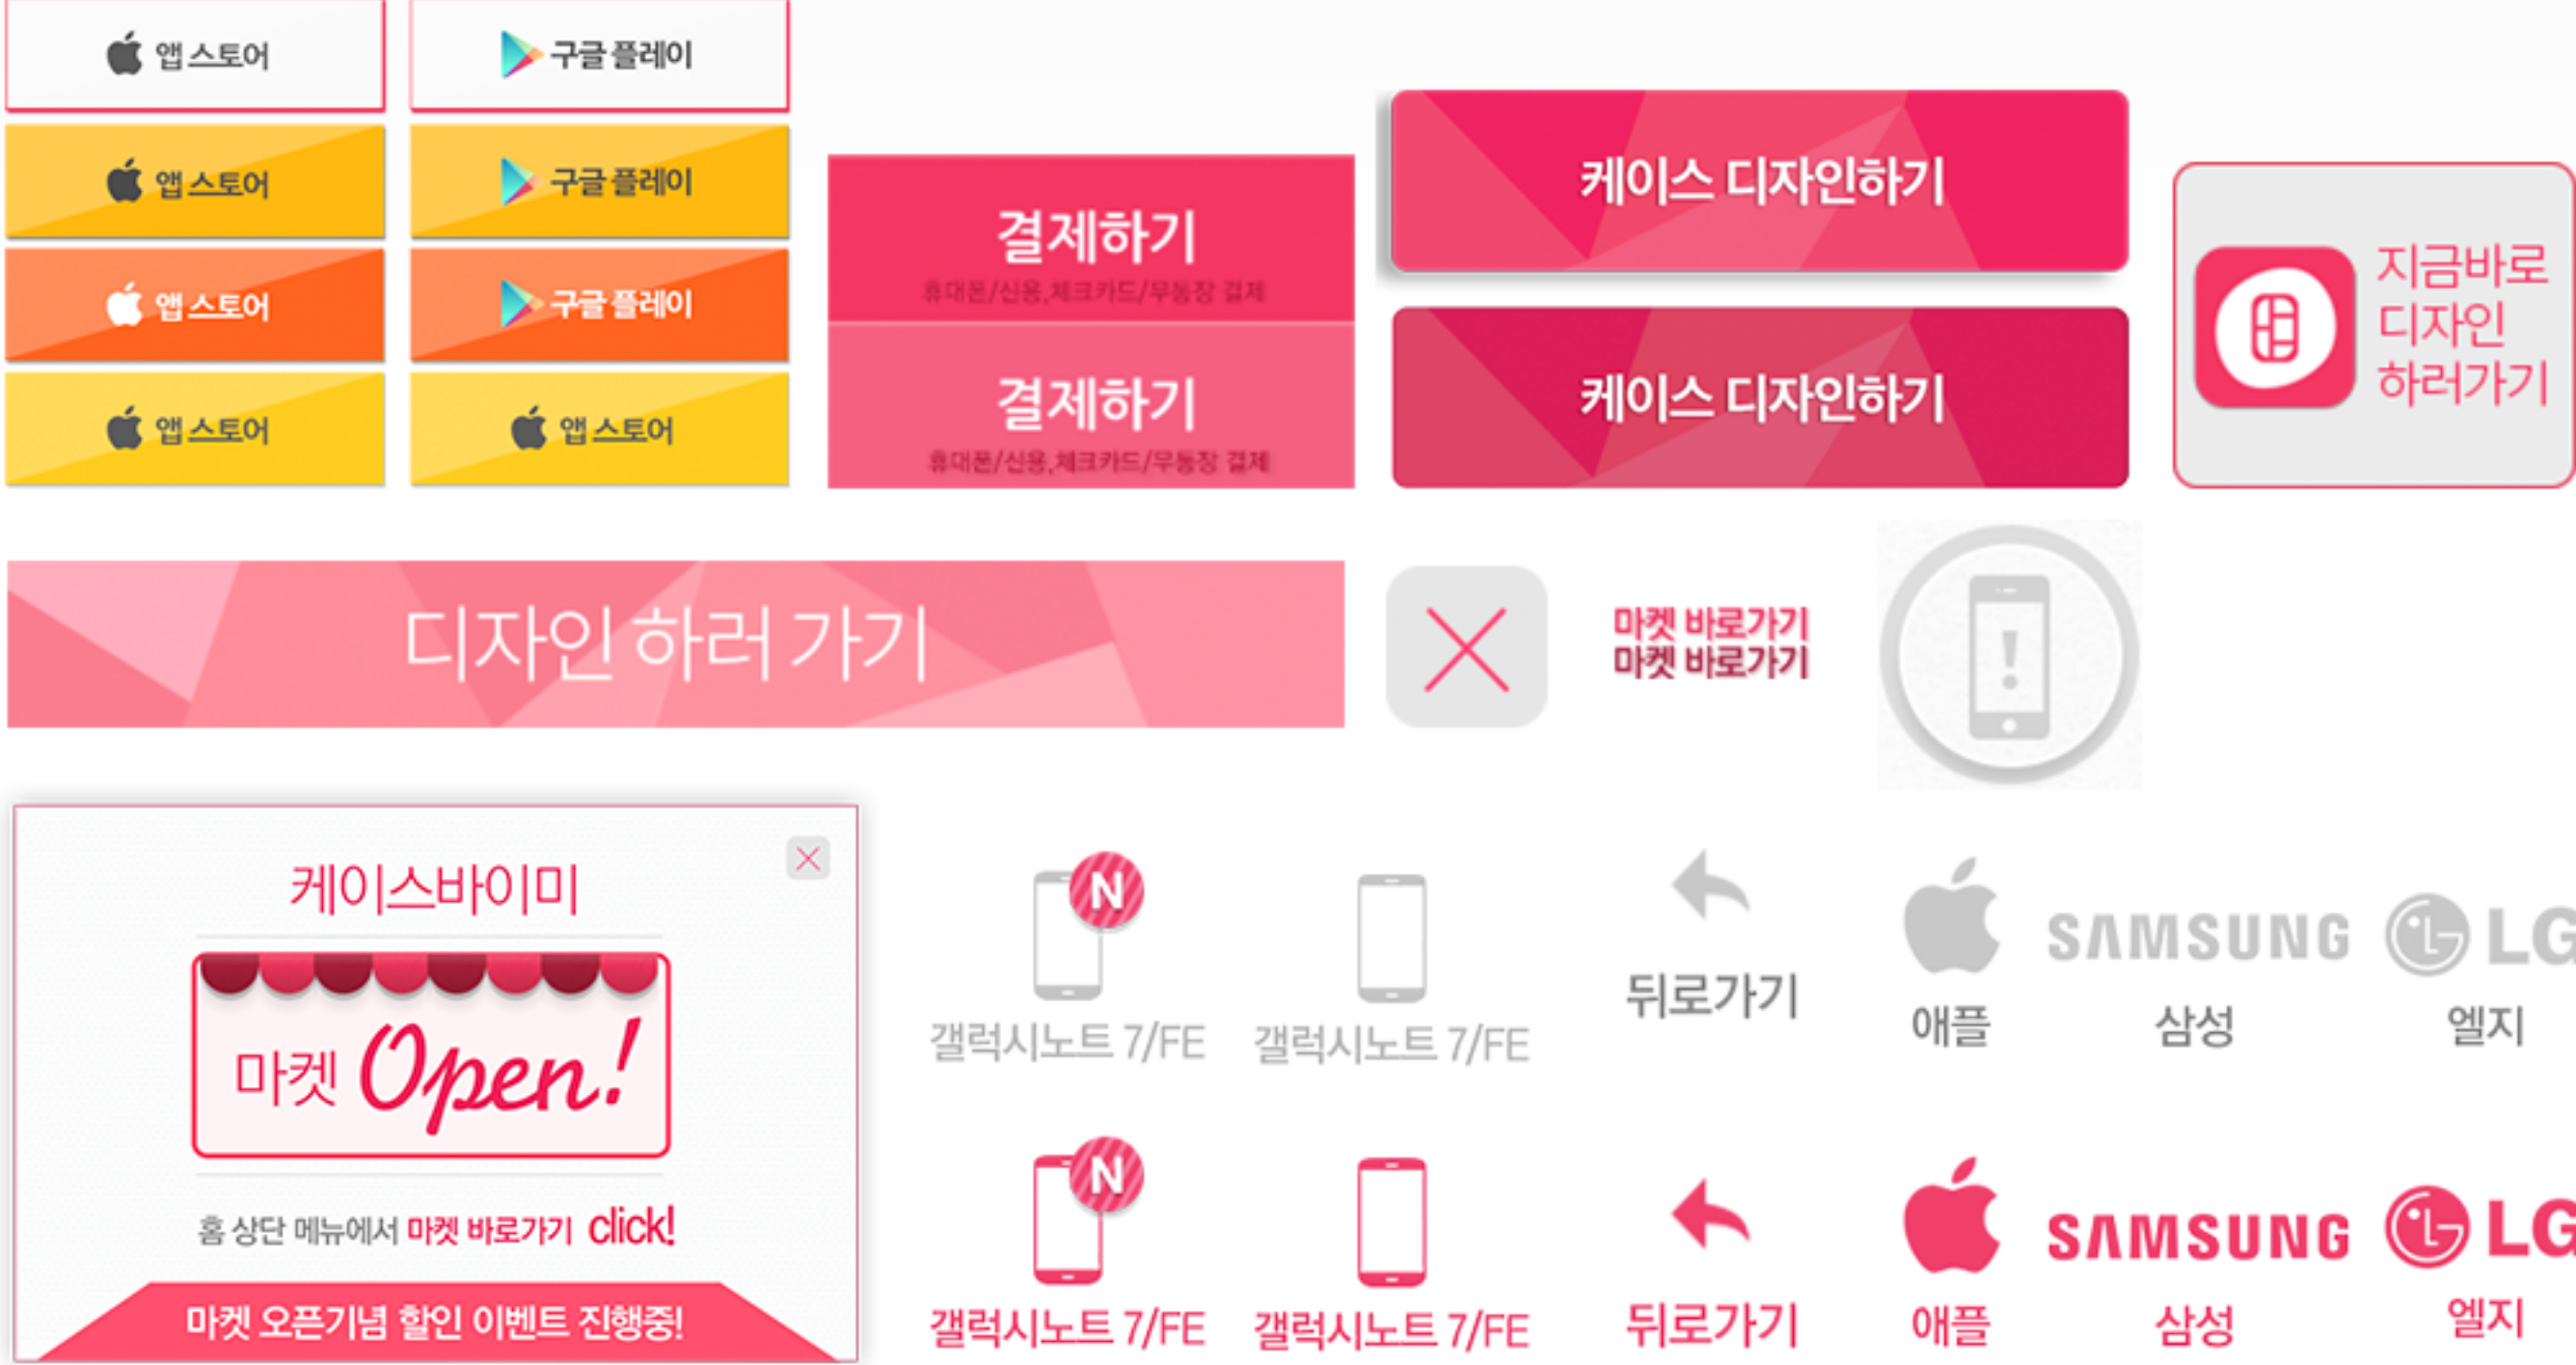 앱 스토어
구글 플레이
앱 스토어
구글 플레이
앱 스토어
구글 플레이
앱 스토어
앱 스토어
결제하기
휴대폰/신용,체크카드/무통장 결제
결제하기
휴대폰/신용,체크카드/무통장 결제
케이스 디자인하기
케이스 디자인하기
지금바로
디자인
하러가기
디자인 하러 가기
마켓 바로가기
마켓 바로가기
케이스바이미
마켓 Open!
홈 상단 메뉴에서 마켓 바로가기 click!
마켓 오픈기념 할인 이벤트 진행중!
N
갤럭시노트 7/FE
갤럭시노트 7/FE
뒤로가기
애플
SAMSUNG
삼성
LG
엘지
N
갤럭시노트 7/FE
갤럭시노트 7/FE
뒤로가기
애플
SAMSUNG
삼성
LG
엘지